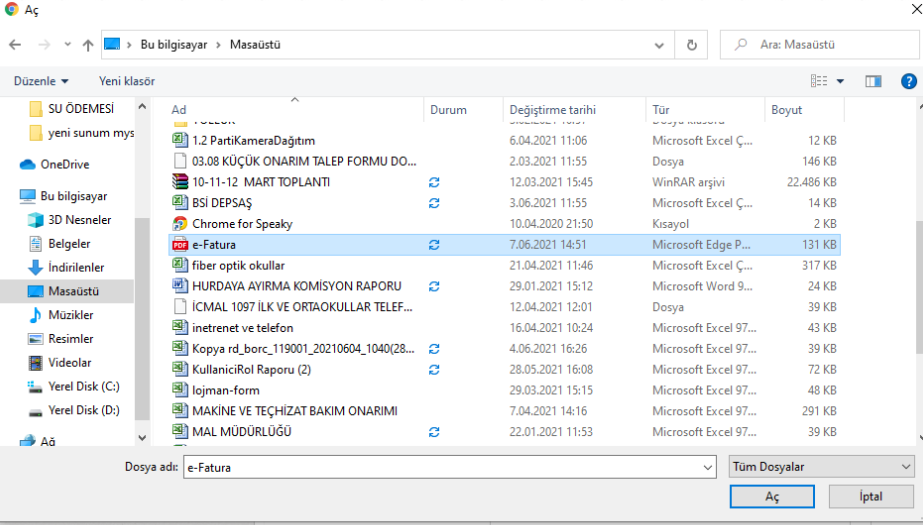 Aç
Bu bilgisayar › Masaüstü
Ara: Masaüstü
Düzenle
Yeni klasör
SU ÖDEMESİ
yeni sunum mys
OneDrive
Bu bilgisayar
3D Nesneler
Belgeler
İndirilenler
Masaüstü
Müzikler
Resimler
Videolar
Yerel Disk (C:)
Yerel Disk (D:)
Ağ
Ad Durum Değiştirme tarihi Tür Boyut
1.2 PartiKameraDağıtım 6.04.2021 11:06 Microsoft Excel Ç... 12 KB
03.08 KÜÇÜK ONARIM TALEP FORMU DO... 2.03.2021 11:55 Dosya 146 KB
10-11-12 MART TOPLANTI 12.03.2021 15:45 WinRAR arşivi 22.486 KB
BSİ DEPSAŞ 3.06.2021 11:55 Microsoft Excel Ç... 14 KB
Chrome for Speaky 10.04.2020 21:50 Kısayol 2 KB
e-Fatura 7.06.2021 14:51 Microsoft Edge P... 131 KB
fiber optik okullar 21.04.2021 11:46 Microsoft Excel Ç... 317 KB
HURDAYA AYIRMA KOMİSYON RAPORU 29.01.2021 15:12 Microsoft Word 9... 24 KB
İCMAL 1097 İLK VE ORTAOKULLAR TELEF... 12.04.2021 12:01 Dosya 39 KB
inetrenet ve telefon 16.04.2021 10:24 Microsoft Excel 97... 43 KB
Kopya rd_borc_119001_20210604_1040(28... 4.06.2021 16:26 Microsoft Excel 97... 39 KB
KullaniciRol Raporu (2) 28.05.2021 16:08 Microsoft Excel 97... 72 KB
lojman-form 29.03.2021 15:15 Microsoft Excel 97... 48 KB
MAKİNE VE TEÇHİZAT BAKIM ONARIMI 7.04.2021 14:16 Microsoft Excel 97... 291 KB
MAL MÜDÜRLÜĞÜ 22.01.2021 11:53 Microsoft Excel 97... 39 KB
Dosya adı: e-Fatura
Tüm Dosyalar
Aç
İptal